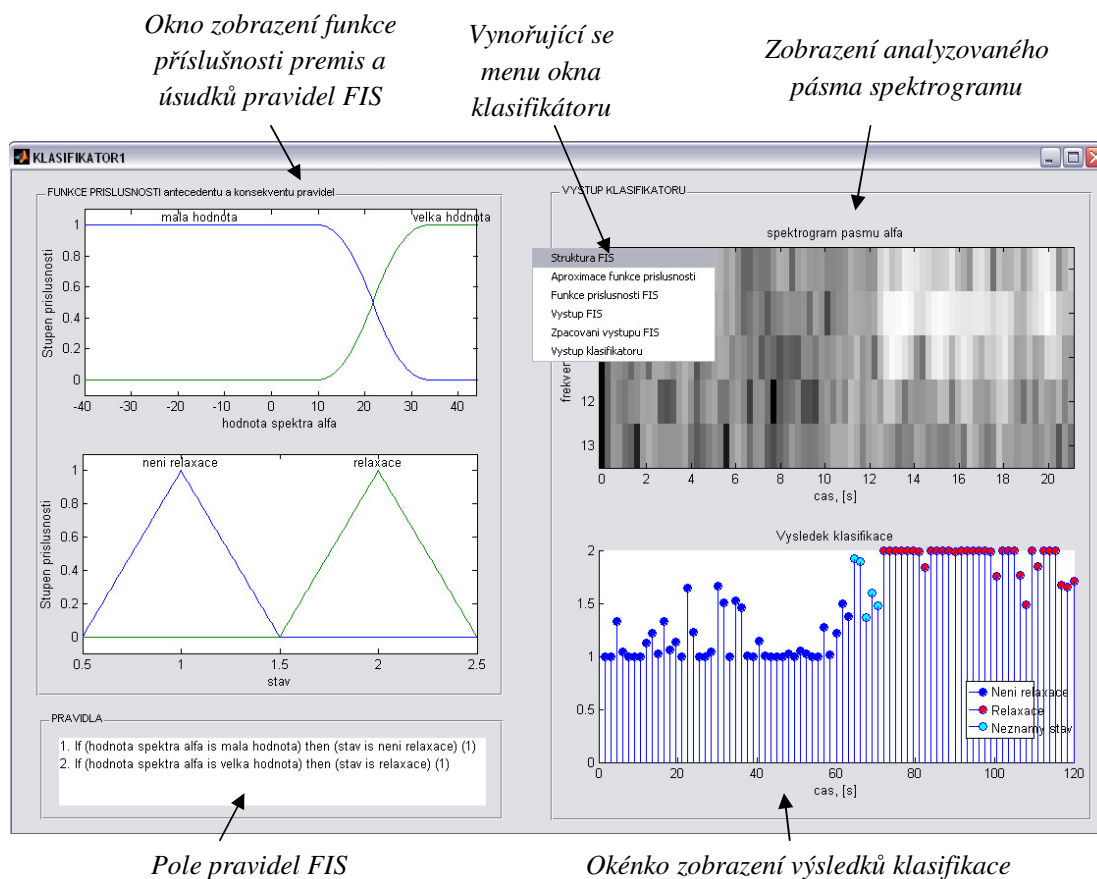 Okno zobrazení funkce
příslušnosti premis a
úsudků pravidel FIS
Vynořující se
menu okna
klasifikátoru
Zobrazení analyzovaného
pásma spektrogramu
KLASIFIKATOR1
FUNKCE PRISLUSNOSTI antecedentu a konsekventu pravidel
mala hodnota
velka hodnota
Stupen prislusnosti
1
0.8
0.6
0.4
0.2
0
-40 -30 -20 -10 0 10 20 30 40
hodnota spektra alfa
neni relaxace
relaxace
Stupen prislusnosti
1
0.8
0.6
0.4
0.2
0
0.5 1 1.5 2 2.5
stav
PRAVIDLA
1. If (hodnota spektra alfa is mala hodnota) then (stav is neni relaxace) (1)
2. If (hodnota spektra alfa is velka hodnota) then (stav is relaxace) (1)
VYSTUP KLASIFIKATORU
spektrogram pasmu alfa
Struktura FIS
Aproximace funkce prislusnosti
Funkce prislusnosti FIS
Vystup FIS
Zpacovani vystupu FIS
Vystup klasifikatoru
frekven
12
13
0 2 4 6 8 10 12 14 16 18 20
cas, [s]
Vysledek klasifikace
2
1.5
1
0.5
0
Neni relaxace
Relaxace
Neznamy stav
0 20 40 60 80 100 120
cas, [s]
Pole pravidel FIS
Okénko zobrazení výsledků klasifikace